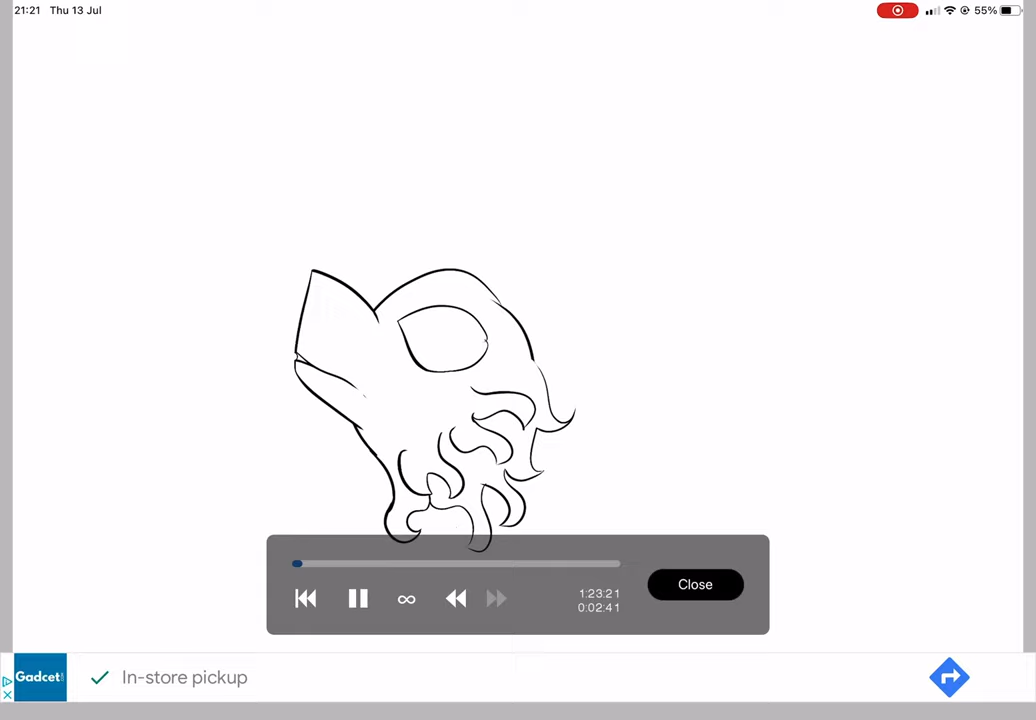 21:21 Thu 13 Jul
55%
Close
1:23:21
0:02:41
Gadcet
In-store pickup